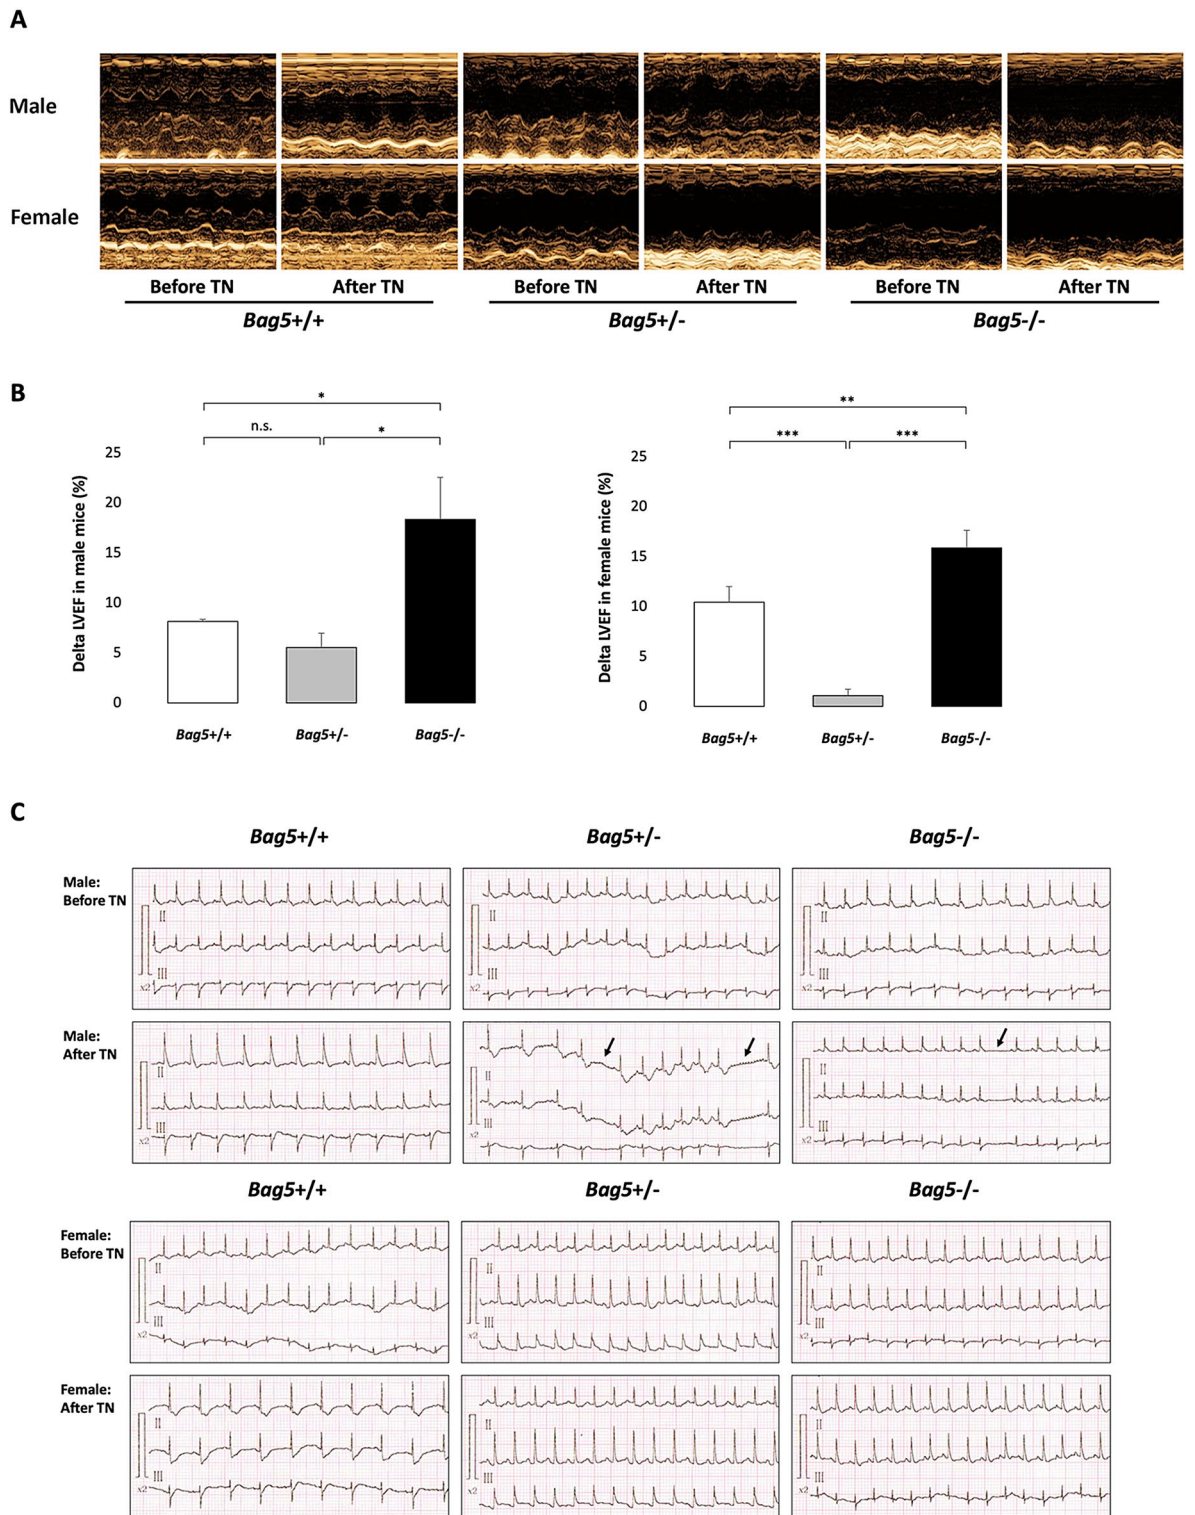 A
Male
Female
Before TN After TN Before TN After TN Before TN After TN
Bag5+/+ Bag5+/- Bag5-/-
B
*
n.s. *
Delta LVEF in male mice (%)
25
20
15
10
5
0
Bag5+/+ Bag5+/- Bag5-/-
**
*** ***
Delta LVEF in female mice (%)
25
20
15
10
5
0
Bag5+/+ Bag5+/- Bag5-/-
C
Bag5+/+ Bag5+/- Bag5-/-
Male:
Before TN
II II II
III III III
x2 x2 x2
Male:
After TN
II II II
III III III
x2 x2 x2
Bag5+/+ Bag5+/- Bag5-/-
Female:
Before TN
II II II
III III III
x2 x2 x2
Female:
After TN
II II II
III III III
x2 x2 x2